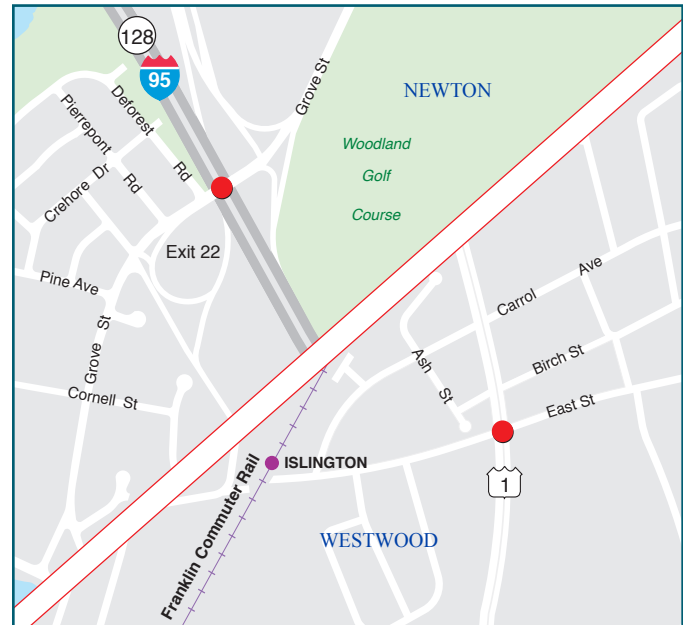 128
95
Grove St
NEWTON
Woodland
Golf
Course
Deforest
Rd
Pierrepont
Rd
Crehore Dr
Exit 22
Pine Ave
Grove St
Cornell St
Carrol Ave
Ash St
Birch St
East St
ISLINGTON
1
Franklin Commuter Rail
WESTWOOD